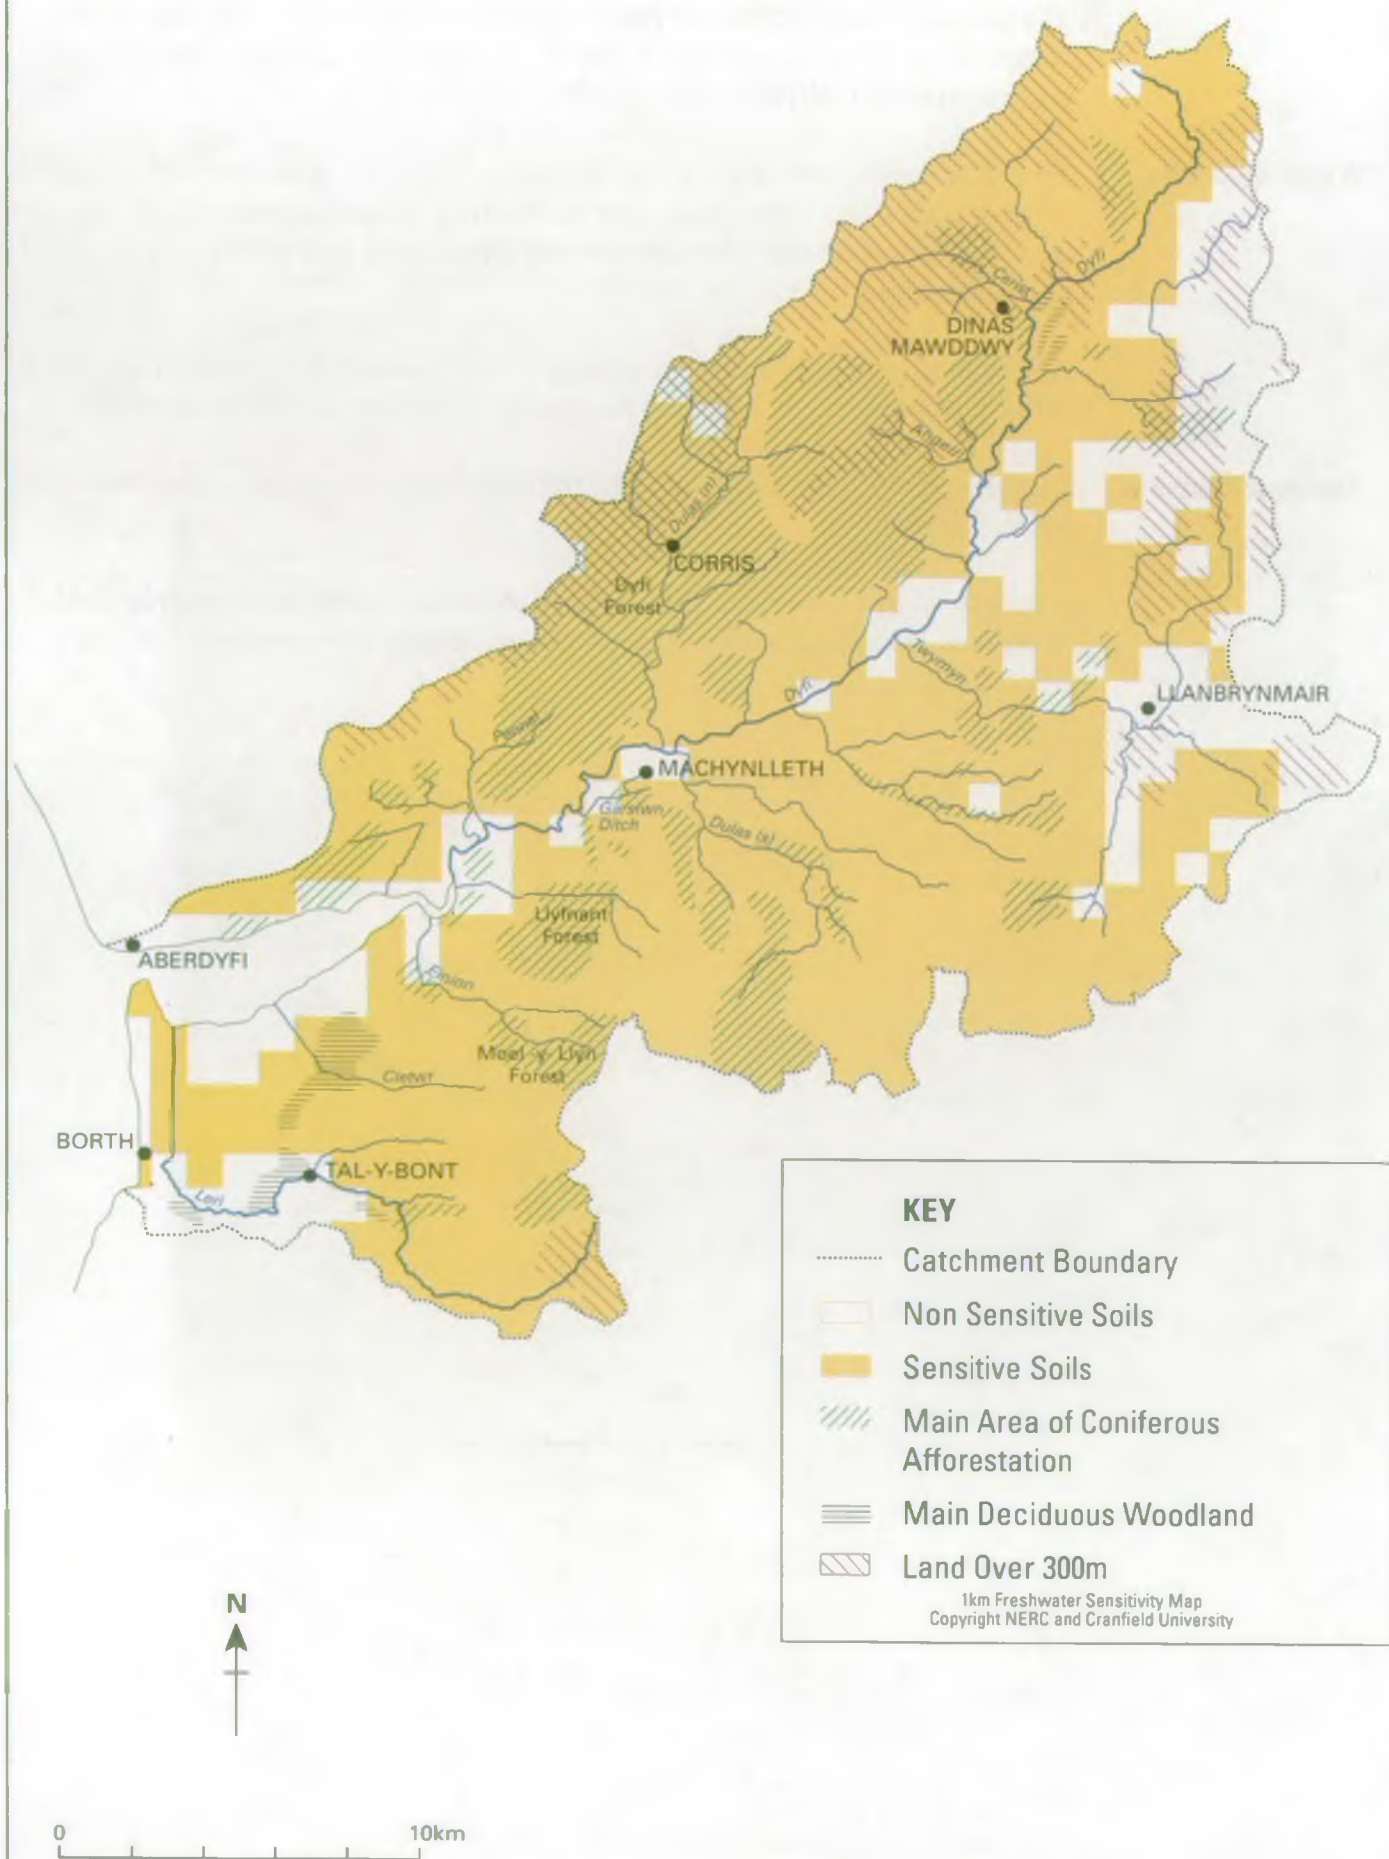 DINAS
MAWDDWY
Cerist
Dyfi
Angell
Dulas (n)
CORRIS
Dyfi
Forest
Twymyn
Dyfi
LLANBRYNMAIR
Pennal
MACHYNLLETH
Garsiwn
Ditch
Dulas (s)
Llyfnant
Forest
ABERDYFI
Einion
Moel y Llyn
Forest
Cletwr
BORTH
TAL-Y-BONT
Leri
KEY
Catchment Boundary
Non Sensitive Soils
Sensitive Soils
Main Area of Coniferous
Afforestation
Main Deciduous Woodland
Land Over 300m
1km Freshwater Sensitivity Map
Copyright NERC and Cranfield University
N
0
10km